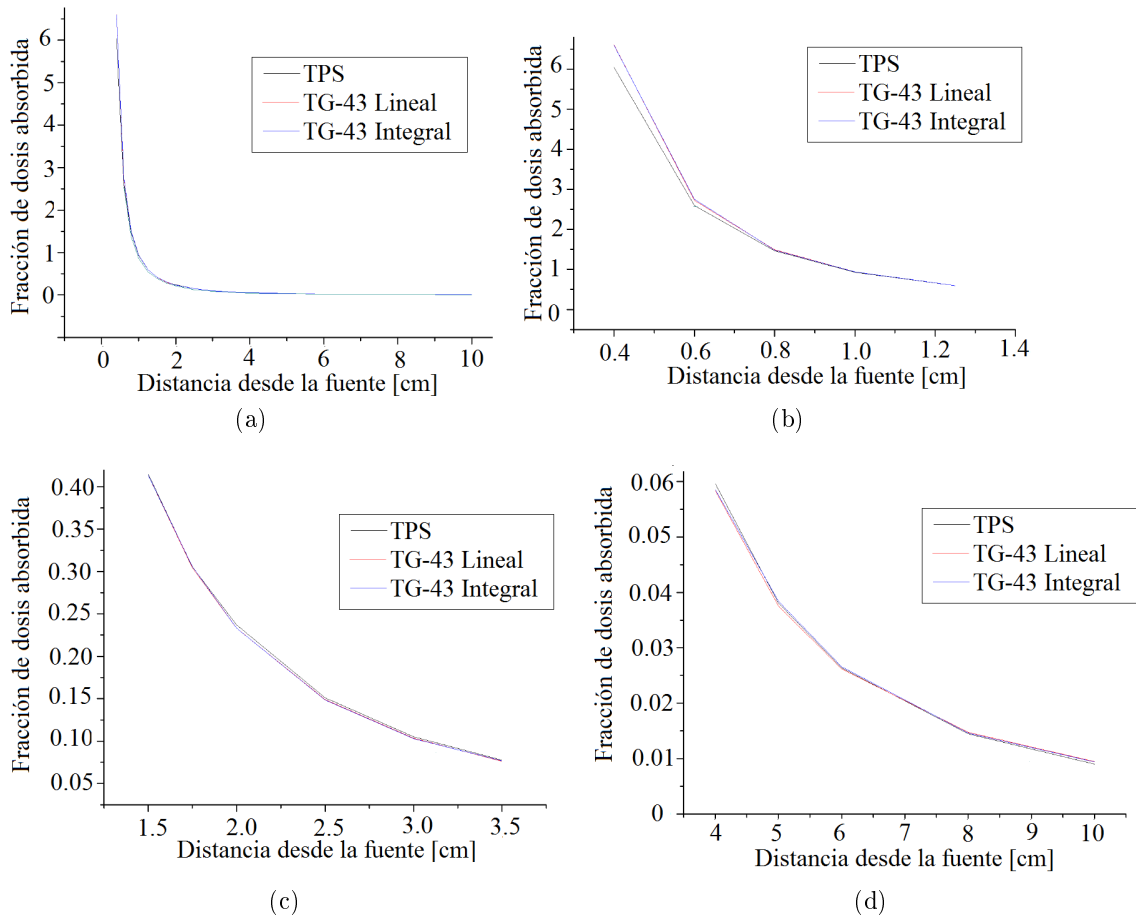 Fracción de dosis absorbida
6
5
4
3
2
1
0
TPS
TG-43 Lineal
TG-43 Integral
0 2 4 6 8 10
Distancia desde la fuente [cm]
(a)
Fracción de dosis absorbida
6
5
4
3
2
1
0
TPS
TG-43 Lineal
TG-43 Integral
0.4 0.6 0.8 1.0 1.2 1.4
Distancia desde la fuente [cm]
(b)
Fracción de dosis absorbida
0.40
0.35
0.30
0.25
0.20
0.15
0.10
0.05
TPS
TG-43 Lineal
TG-43 Integral
1.5 2.0 2.5 3.0 3.5
Distancia desde la fuente [cm]
(c)
Fracción de dosis absorbida
0.06
0.05
0.04
0.03
0.02
0.01
0
TPS
TG-43 Lineal
TG-43 Integral
4 5 6 7 8 9 10
Distancia desde la fuente [cm]
(d)